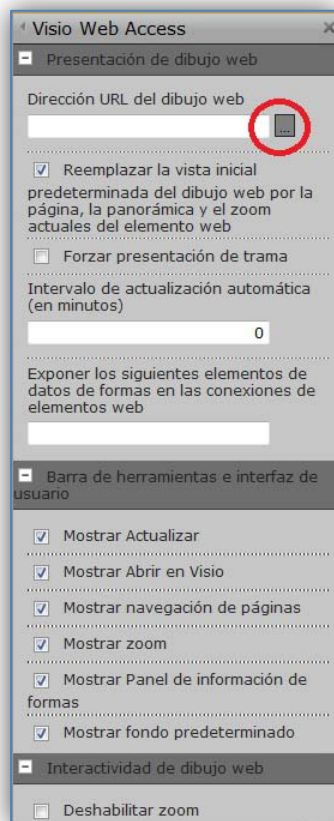 Visio Web Access
Presentación de dibujo web
Dirección URL del dibujo web
...
Reemplazar la vista inicial
predeterminada del dibujo web por la
página, la panorámica y el zoom
actuales del elemento web
Forzar presentación de trama
Intervalo de actualización automática
(en minutos)
0
Exponer los siguientes elementos de
datos de formas en las conexiones de
elementos web
Barra de herramientas e interfaz de
usuario
Mostrar Actualizar
Mostrar Abrir en Visio
Mostrar navegación de páginas
Mostrar zoom
Mostrar Panel de información de
formas
Mostrar fondo predeterminado
Interactividad de dibujo web
Deshabilitar zoom